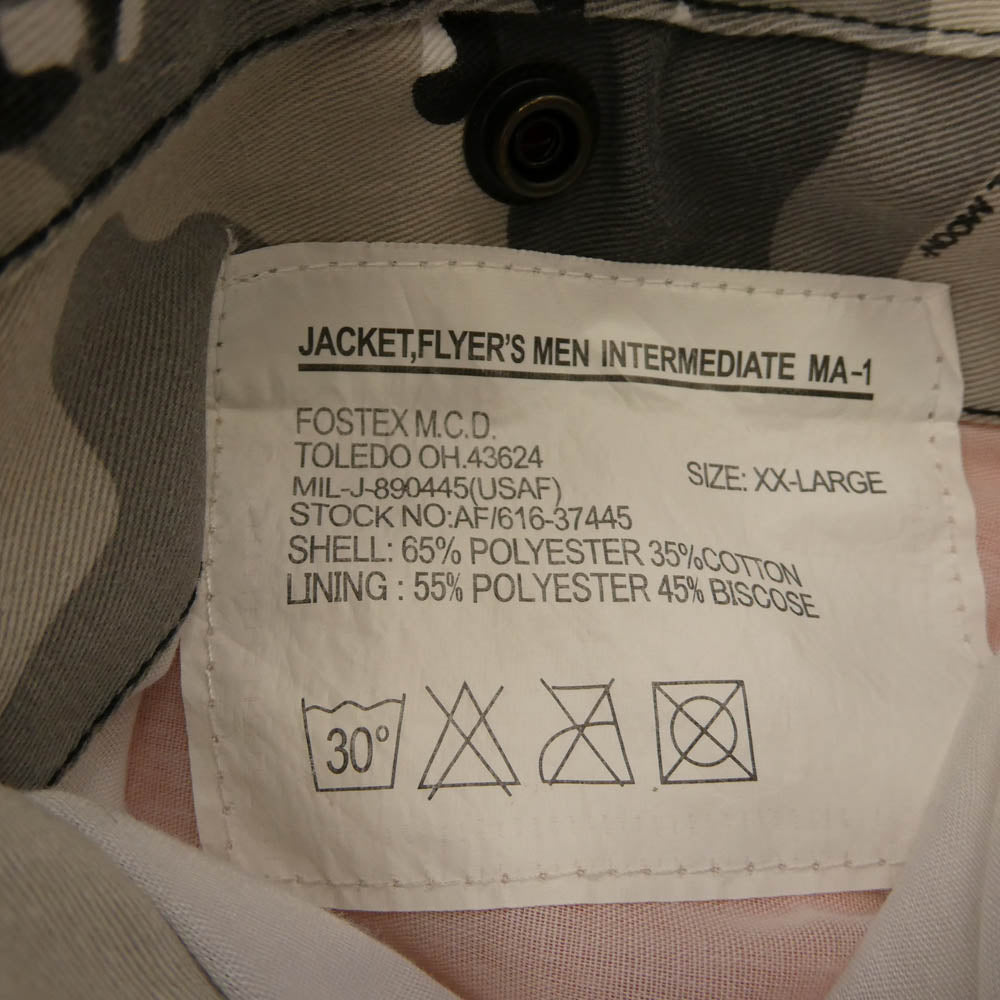 JACKET,FLYER'S MEN INTERMEDIATE MA-1
FOSTEX M.C.D.
TOLEDO OH.43624
MIL-J-890445(USAF)
SIZE: XX-LARGE
STOCK NO:AF/616-37445
SHELL: 65% POLYESTER 35%COTTON
LINING : 55% POLYESTER 45% BISCOSE
30°